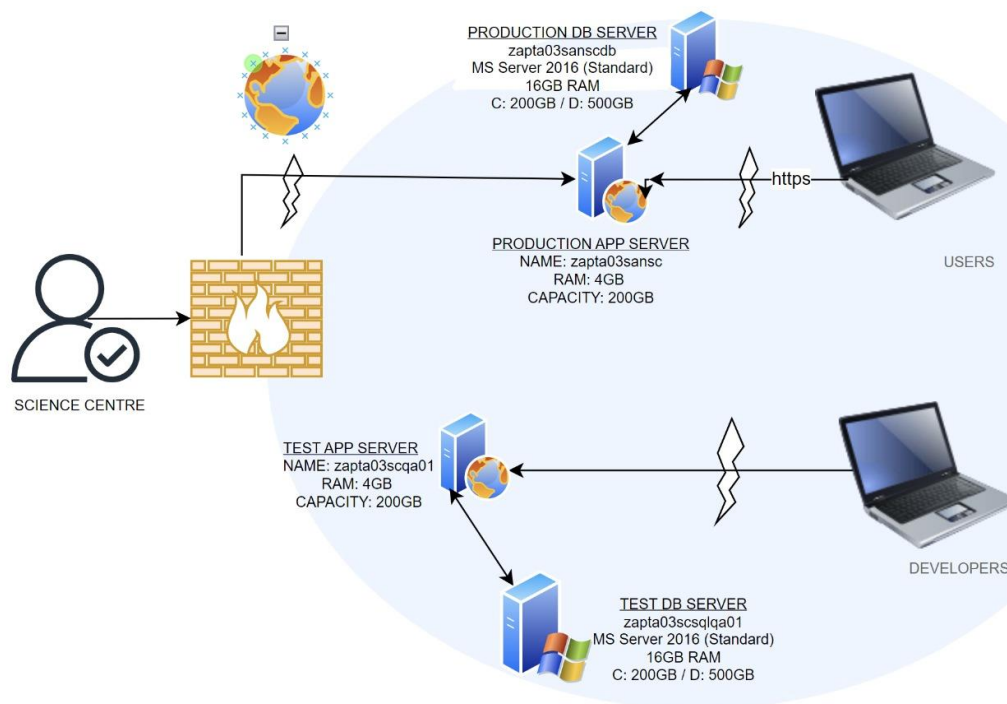 PRODUCTION DB SERVER
zapta03sanscdb
MS Server 2016 (Standard)
16GB RAM
C: 200GB / D: 500GB
https
PRODUCTION APP SERVER
NAME: zapta03sansc
RAM: 4GB
CAPACITY: 200GB
USERS
SCIENCE CENTRE
TEST APP SERVER
NAME: zapta03scqa01
RAM: 4GB
CAPACITY: 200GB
DEVELOPERS
TEST DB SERVER
zapta03scsqlqa01
MS Server 2016 (Standard)
16GB RAM
C: 200GB / D: 500GB